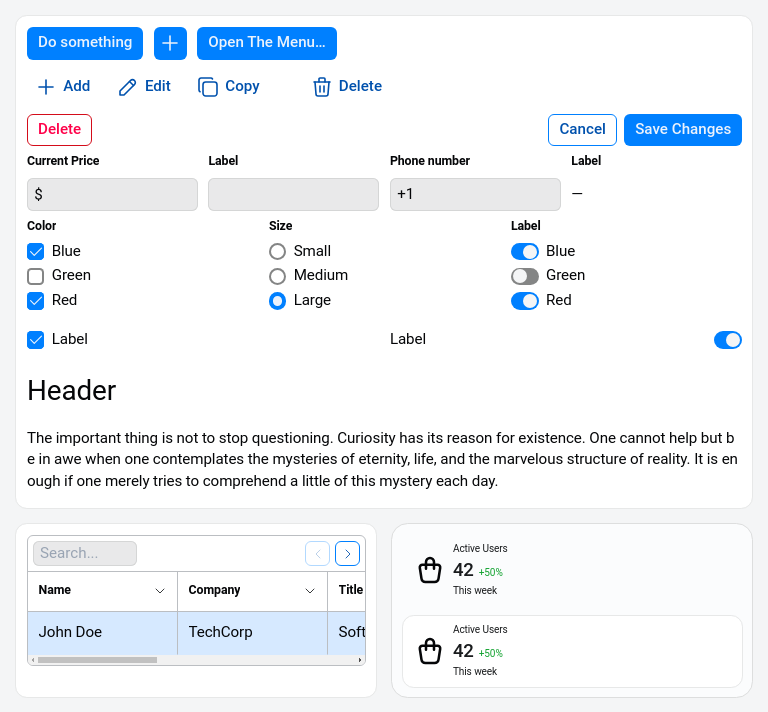 Do something
Open The Menu...
Add
Edit
Copy
Delete
Delete
Cancel
Save Changes
Current Price
Label
Phone number
Label
$
+1
—
Color
Size
Label
Blue
Small
Blue
Green
Medium
Green
Red
Large
Red
Label
Label
Header
The important thing is not to stop questioning. Curiosity has its reason for existence. One cannot help but b
e in awe when one contemplates the mysteries of eternity, life, and the marvelous structure of reality. It is en
ough if one merely tries to comprehend a little of this mystery each day.
Search...
Name
Company
Title
John Doe
TechCorp
Soft
Active Users
42 +50%
This week
Active Users
42 +50%
This week